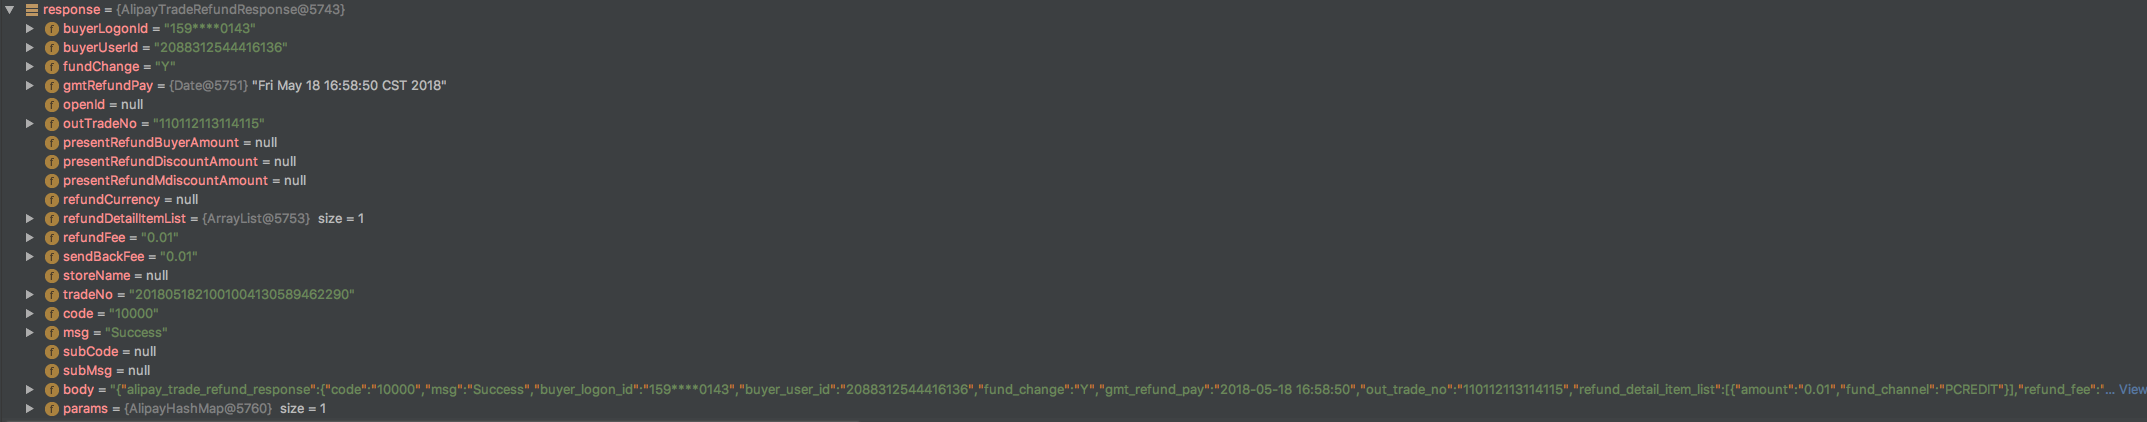 response = {AlipayTradeRefundResponse@5743}
f buyerLogonId = "159****0143"
f buyerUserId = "2088312544416136"
f fundChange = "Y"
f gmtRefundPay = {Date@5751} "Fri May 18 16:58:50 CST 2018"
f openId = null
f outTradeNo = "110112113114115"
f presentRefundBuyerAmount = null
f presentRefundDiscountAmount = null
f presentRefundMdiscountAmount = null
f refundCurrency = null
f refundDetailItemList = {ArrayList@5753} size = 1
f refundFee = "0.01"
f sendBackFee = "0.01"
f storeName = null
f tradeNo = "2018051821001004130589462290"
f code = "10000"
f msg = "Success"
f subCode = null
f subMsg = null
f body = "{"alipay_trade_refund_response":{"code":"10000","msg":"Success","buyer_logon_id":"159****0143","buyer_user_id":"2088312544416136","fund_change":"Y","gmt_refund_pay":"2018-05-18 16:58:50","out_trade_no":"110112113114115","refund_detail_item_list":[{"amount":"0.01","fund_channel":"PCREDIT"}],"refund_fee":"... View
f params = {AlipayHashMap@5760} size = 1